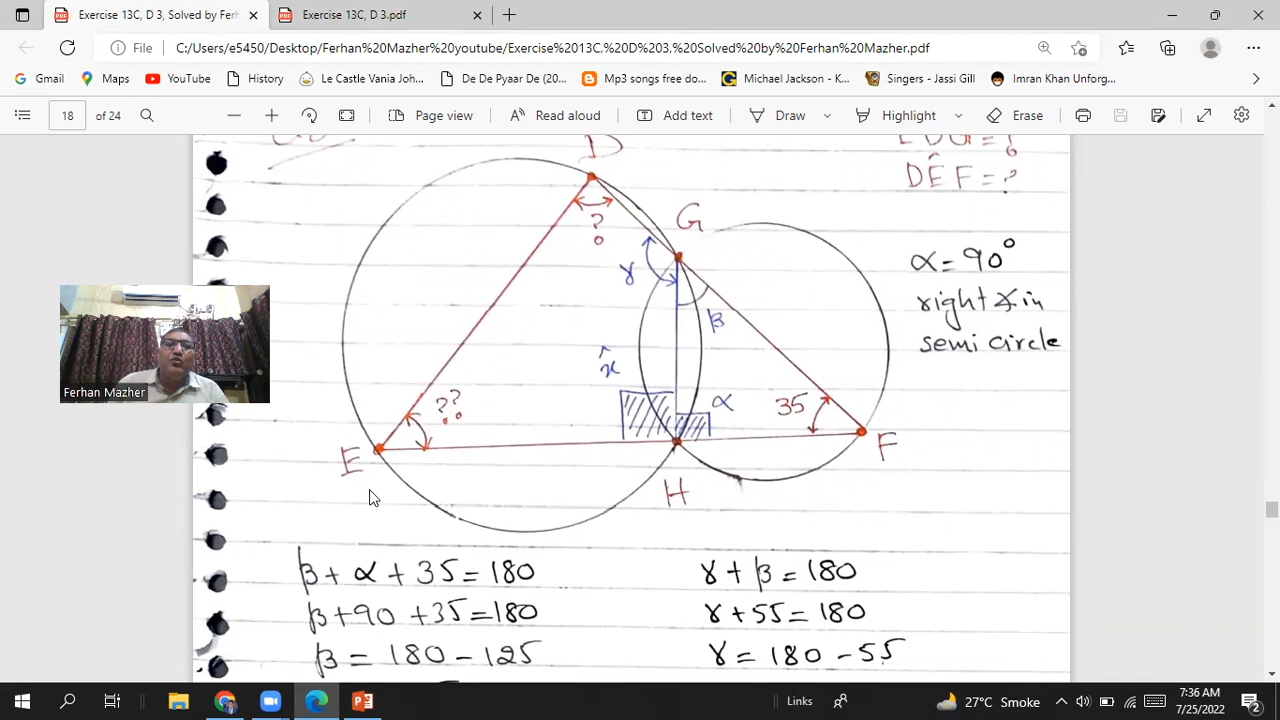 Exercise 13C, D 3, Solved by Ferh
Exercise 13C, D 3.pdf
File
C:/Users/e5450/Desktop/Ferhan%20Mazher%20youtube/Exercise%2013C,%20D%203,%20Solved%20by%20Ferhan%20Mazher.pdf
Gmail
Maps
YouTube
History
Le Castle Vania Joh...
De De Pyaar De (20...
Mp3 songs free do...
Michael Jackson - K...
Singers - Jassi Gill
Imran Khan Unforg...
18 of 24
Page view
Read aloud
Add text
Draw
Highlight
Erase
D
DÊF = ?
G
?
γ
β
α = 90°
right ∡ in
semi circle
x̂
α
??
35
E
F
H
Ferhan Mazher
β + α + 35 = 180
γ + β = 180
β + 90 + 35 = 180
γ + 55 = 180
β = 180 - 125
γ = 180 - 55
Links
27°C Smoke
7:36 AM
7/25/2022
2